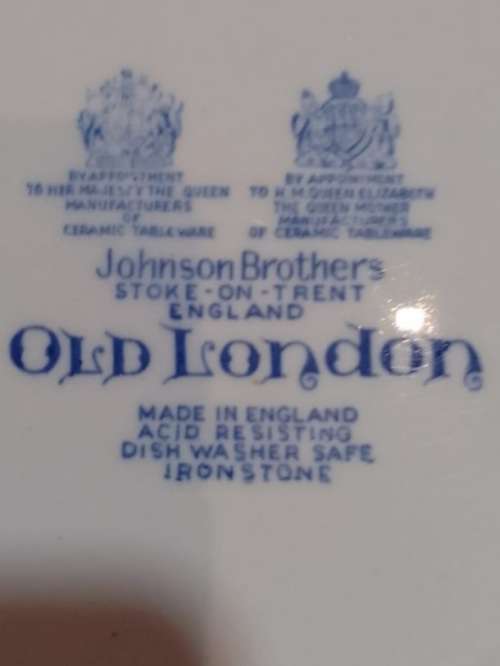 BY APPOINTMENT
TO HER MAJESTY THE QUEEN
MANUFACTURERS
OF
CERAMIC TABLEWARE
BY APPOINTMENT
TO H M QUEEN ELIZABETH
THE QUEEN MOTHER
MANUFACTURERS
OF CERAMIC TABLEWARE
Johnson Brothers
STOKE-ON-TRENT
ENGLAND
OLD London
MADE IN ENGLAND
ACID RESISTING
DISH WASHER SAFE
IRONSTONE